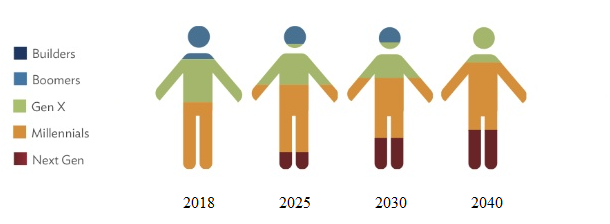 Builders
Boomers
Gen X
Millennials
Next Gen
2018 2025 2030 2040